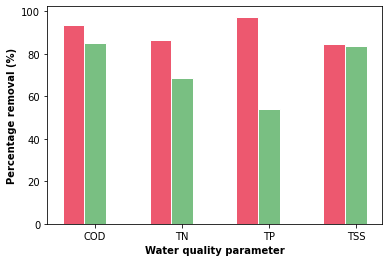 Percentage removal (%)
100
80
60
40
20
0
COD TN TP TSS
Water quality parameter